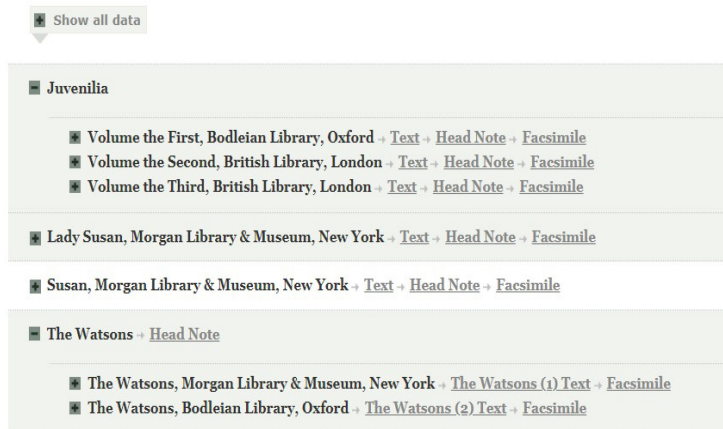 Show all data
Juvenilia
Volume the First, Bodleian Library, Oxford → Text → Head Note → Facsimile
Volume the Second, British Library, London → Text → Head Note → Facsimile
Volume the Third, British Library, London → Text → Head Note → Facsimile
Lady Susan, Morgan Library & Museum, New York → Text → Head Note → Facsimile
Susan, Morgan Library & Museum, New York → Text → Head Note → Facsimile
The Watsons → Head Note
The Watsons, Morgan Library & Museum, New York → The Watsons (1) Text → Facsimile
The Watsons, Bodleian Library, Oxford → The Watsons (2) Text → Facsimile